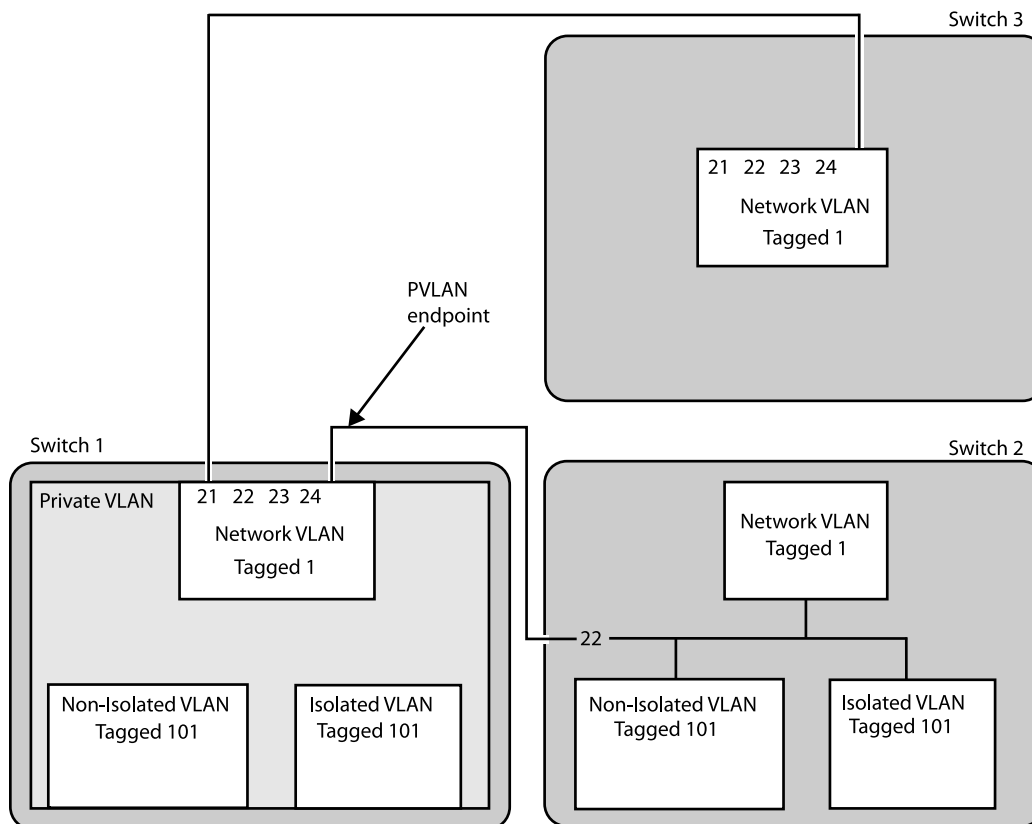 Switch 3
21 22 23 24
Network VLAN
Tagged 1
PVLAN
endpoint
Switch 1
Private VLAN
21 22 23 24
Network VLAN
Tagged 1
Non-Isolated VLAN
Tagged 101
Isolated VLAN
Tagged 101
Switch 2
Network VLAN
Tagged 1
22
Non-Isolated VLAN
Tagged 101
Isolated VLAN
Tagged 101